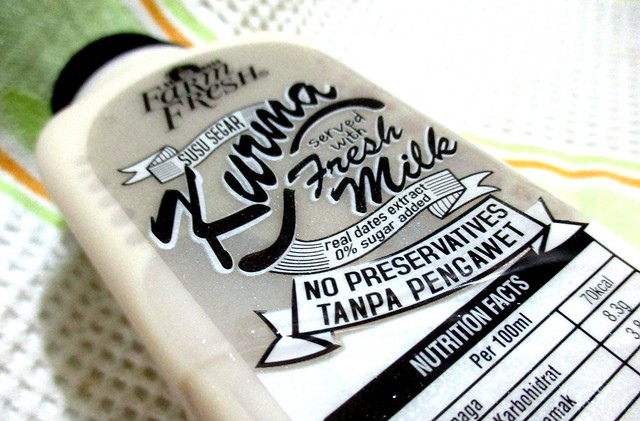 FARM
FRESH®
SUSU SEGAR
Kurma
served
with
Fresh
Milk
real dates extract
0% sugar added
NO PRESERVATIVES
TANPA PENGAWET
NUTRITION FACTS
Per 100ml
70kcal
Karbohidrat 8.3g